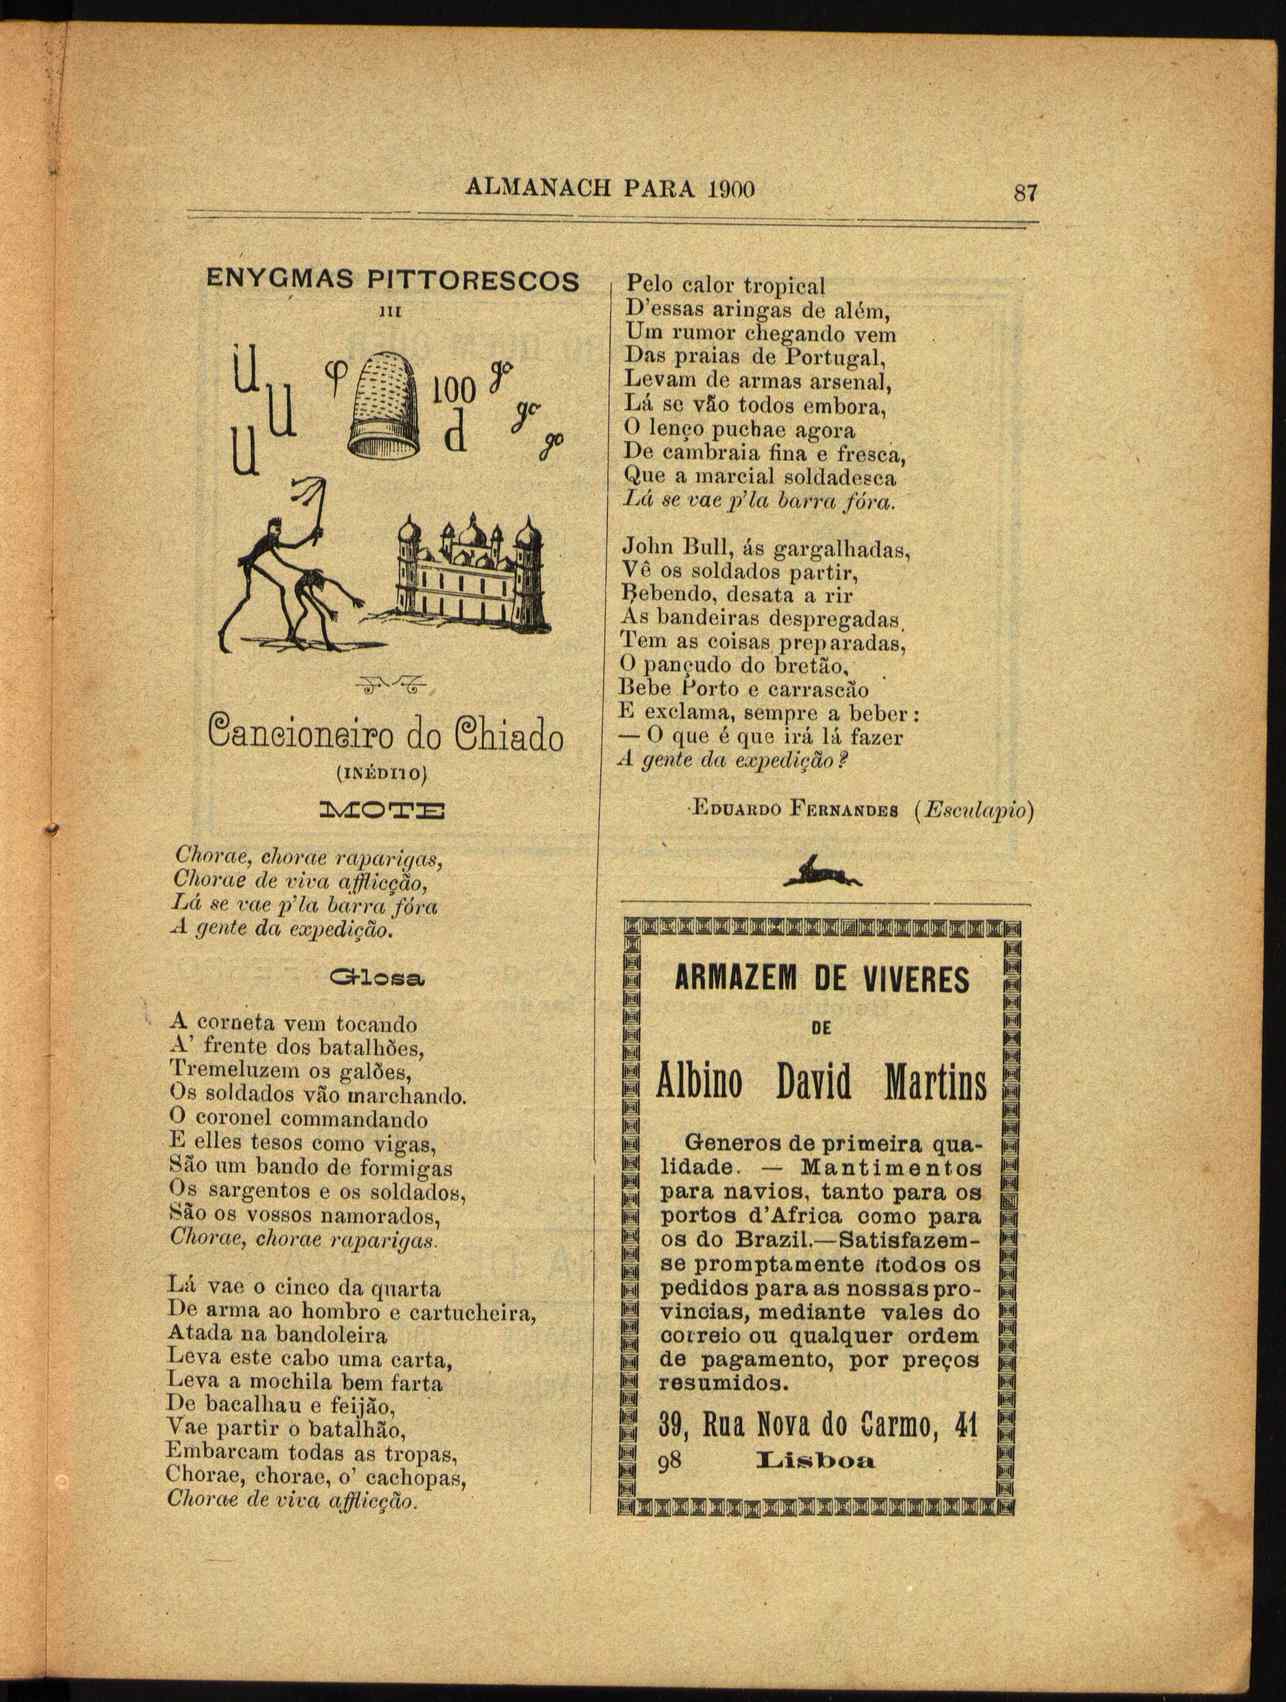 ALMANACH PARA 1900
87
ENYGMAS PITTORESCOS
III
U
U
U
φ
100
d
go
go
go
Cancioneiro do Chiado
(INÉDITO)
MOTE
Chorae, chorae raparigas,
Chorae de viva afflicção,
Lá se vae p'la barra fóra
A gente da expedição.
Glosa
A corneta vem tocando
A' frente dos batalhões,
Tremeluzem os galões,
Os soldados vão marchando.
O coronel commandando
E elles tesos como vigas,
São um bando de formigas
Os sargentos e os soldados,
São os vossos namorados,
Chorae, chorae raparigas.
Lá vae o cinco da quarta
De arma ao hombro e cartucheira,
Atada na bandoleira
Leva este cabo uma carta,
Leva a mochila bem farta
De bacalhau e feijão,
Vae partir o batalhão,
Embarcam todas as tropas,
Chorae, chorae, o' cachopas,
Chorae de viva afflicção.
Pelo calor tropical
D'essas aringas de além,
Um rumor chegando vem
Das praias de Portugal,
Levam de armas arsenal,
Lá se vão todos embora,
O lenço puchae agora
De cambraia fina e fresca,
Que a marcial soldadesca
Lá se vae p'la barra fóra.
John Bull, ás gargalhadas,
Vê os soldados partir,
Bebendo, desata a rir
As bandeiras despregadas,
Tem as coisas preparadas,
O pançudo do bretão,
Bebe Porto e carrascão
E exclama, sempre a beber:
— O que é que irá lá fazer
A gente da expedição?
EDUARDO FERNANDES (Esculapio)
ARMAZEM DE VIVERES
DE
Albino David Martins
Generos de primeira qua-
lidade. — Mantimentos
para navios, tanto para os
portos d'Africa como para
os do Brazil.—Satisfazem-
se promptamente todos os
pedidos para as nossas pro-
vincias, mediante vales do
correio ou qualquer ordem
de pagamento, por preços
resumidos.
39, Rua Nova do Carmo, 41
98 Lisboa